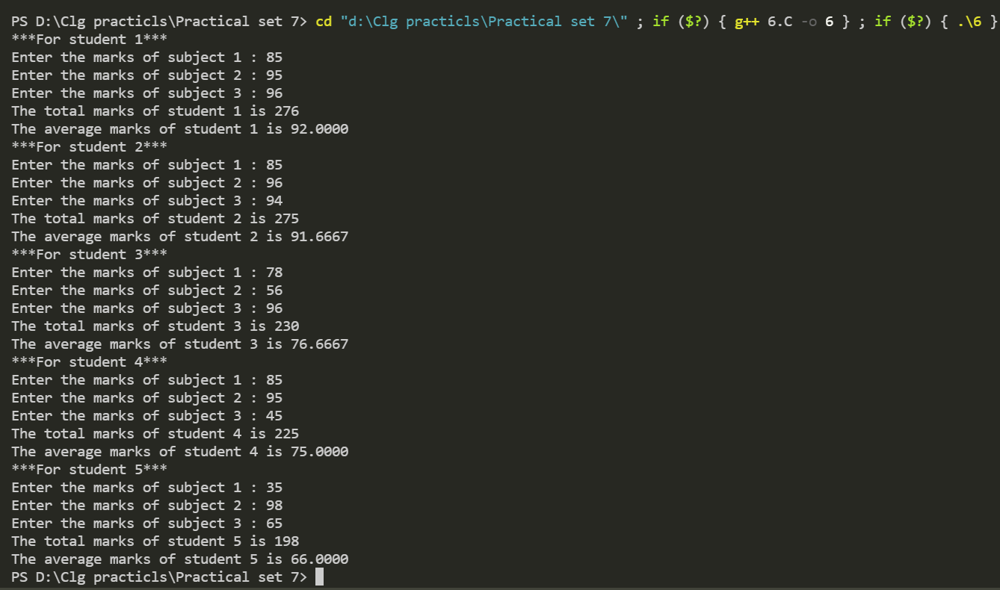 PS D:\Clg practicls\Practical set 7> cd "d:\Clg practicls\Practical set 7\" ; if ($?) { g++ 6.C -o 6 } ; if ($?) { .\6 }
***For student 1***
Enter the marks of subject 1 : 85
Enter the marks of subject 2 : 95
Enter the marks of subject 3 : 96
The total marks of student 1 is 276
The average marks of student 1 is 92.0000
***For student 2***
Enter the marks of subject 1 : 85
Enter the marks of subject 2 : 96
Enter the marks of subject 3 : 94
The total marks of student 2 is 275
The average marks of student 2 is 91.6667
***For student 3***
Enter the marks of subject 1 : 78
Enter the marks of subject 2 : 56
Enter the marks of subject 3 : 96
The total marks of student 3 is 230
The average marks of student 3 is 76.6667
***For student 4***
Enter the marks of subject 1 : 85
Enter the marks of subject 2 : 95
Enter the marks of subject 3 : 45
The total marks of student 4 is 225
The average marks of student 4 is 75.0000
***For student 5***
Enter the marks of subject 1 : 35
Enter the marks of subject 2 : 98
Enter the marks of subject 3 : 65
The total marks of student 5 is 198
The average marks of student 5 is 66.0000
PS D:\Clg practicls\Practical set 7>